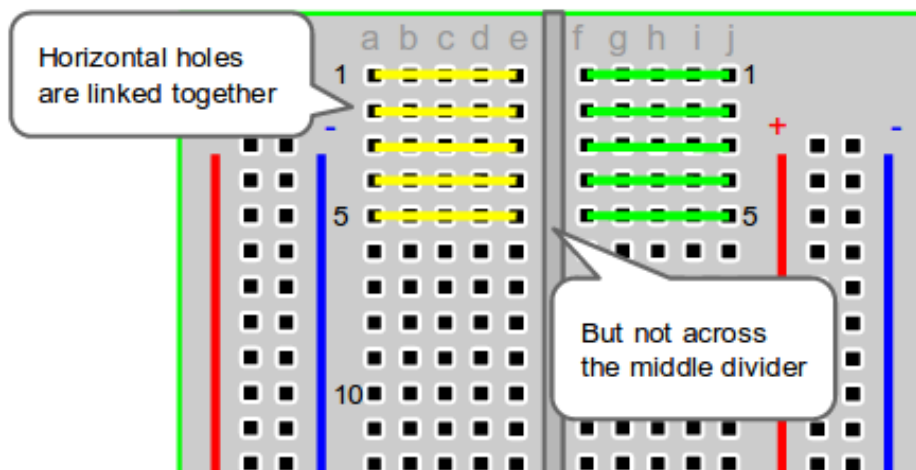 Horizontal holes
are linked together
a b c d e f g h i j
1 1
- + -
5 5
But not across
the middle divider
10